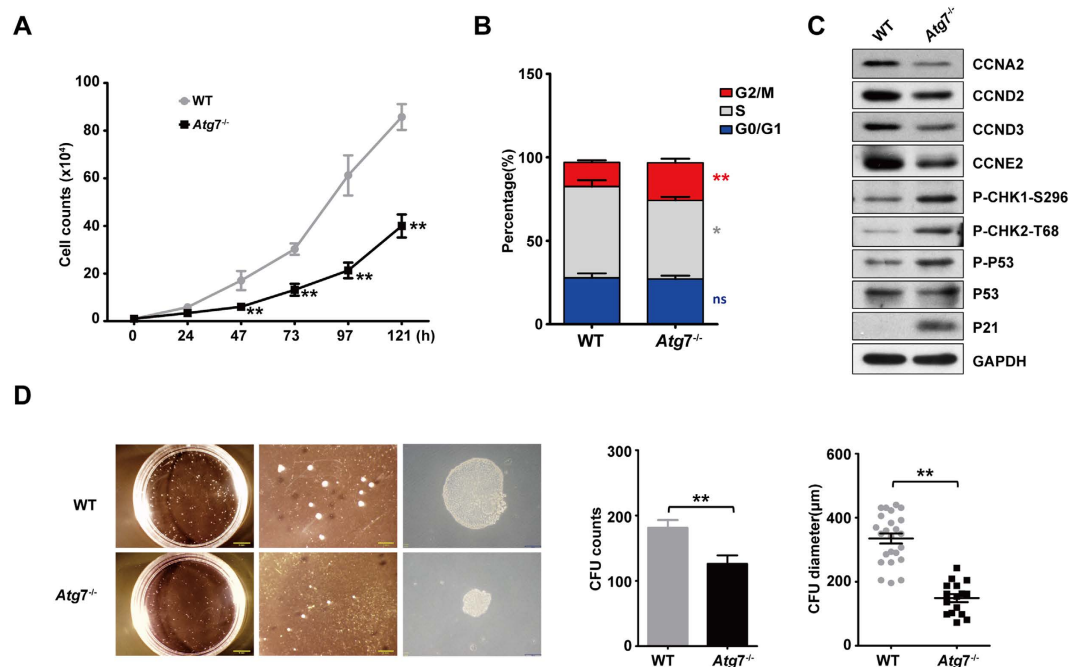 A
WT
Atg7-/-
Cell counts (x10⁴)
100
80
60
40
20
0
**
**
**
**
0 24 47 73 97 121 (h)
B
G2/M
S
G0/G1
Percentage(%)
150
100
50
0
**
*
ns
WT Atg7-/-
C
WT Atg7-/-
CCNA2
CCND2
CCND3
CCNE2
P-CHK1-S296
P-CHK2-T68
P-P53
P53
P21
GAPDH
D
WT
Atg7-/-
CFU counts
300
200
100
0
**
WT Atg7-/-
CFU diameter(μm)
600
400
200
0
**
WT Atg7-/-